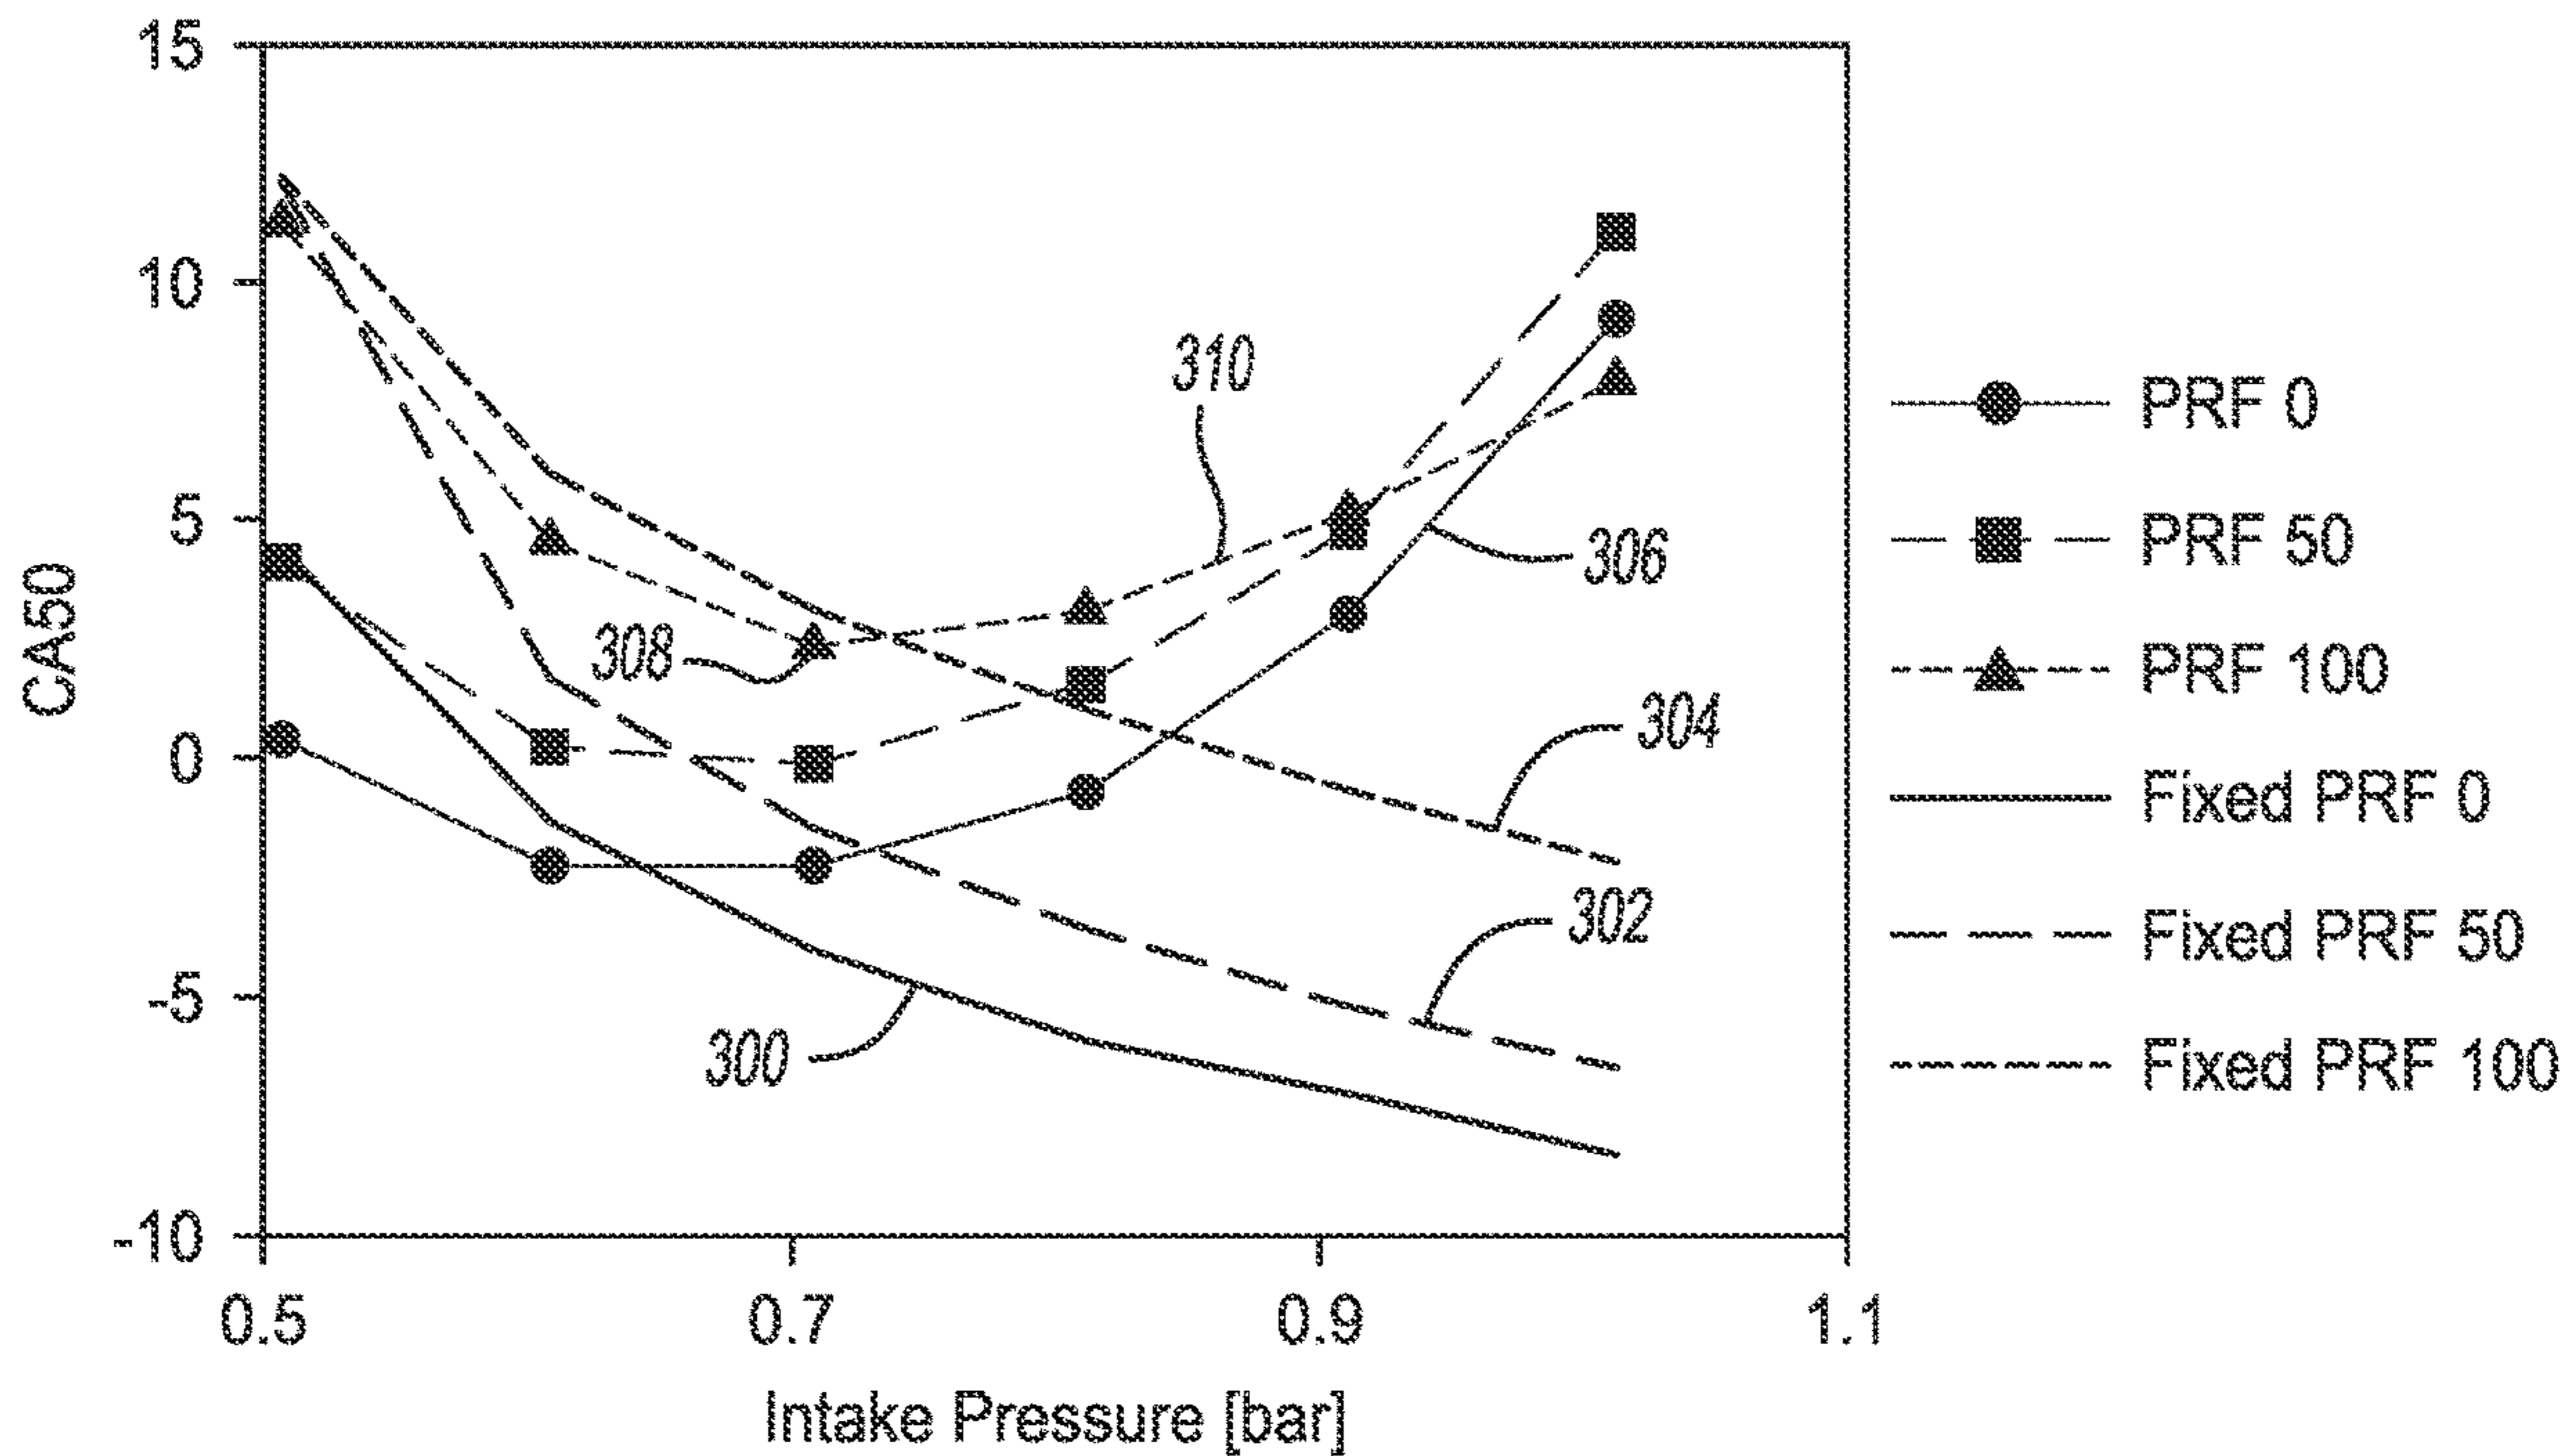 15
10
5
0
-5
-10
CA50
0.5
0.7
0.9
1.1
Intake Pressure [bar]
310
306
308
304
302
300
PRF 0
PRF 50
PRF 100
Fixed PRF 0
Fixed PRF 50
Fixed PRF 100